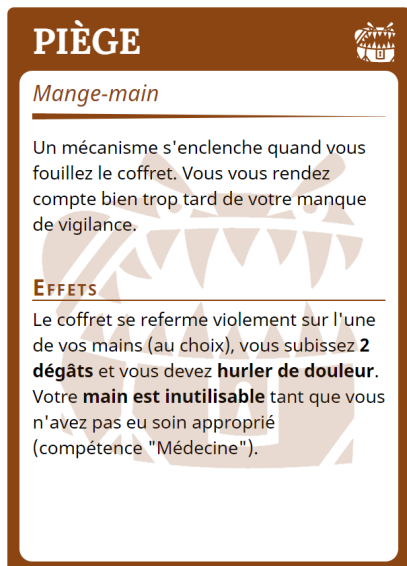 PIÈGE
Mange-main
Un mécanisme s'enclenche quand vous
fouillez le coffret. Vous vous rendez
compte bien trop tard de votre manque
de vigilance.
Effets
Le coffret se referme violement sur l'une
de vos mains (au choix), vous subissez 2
dégâts et vous devez hurler de douleur.
Votre main est inutilisable tant que vous
n'avez pas eu soin approprié
(compétence "Médecine").